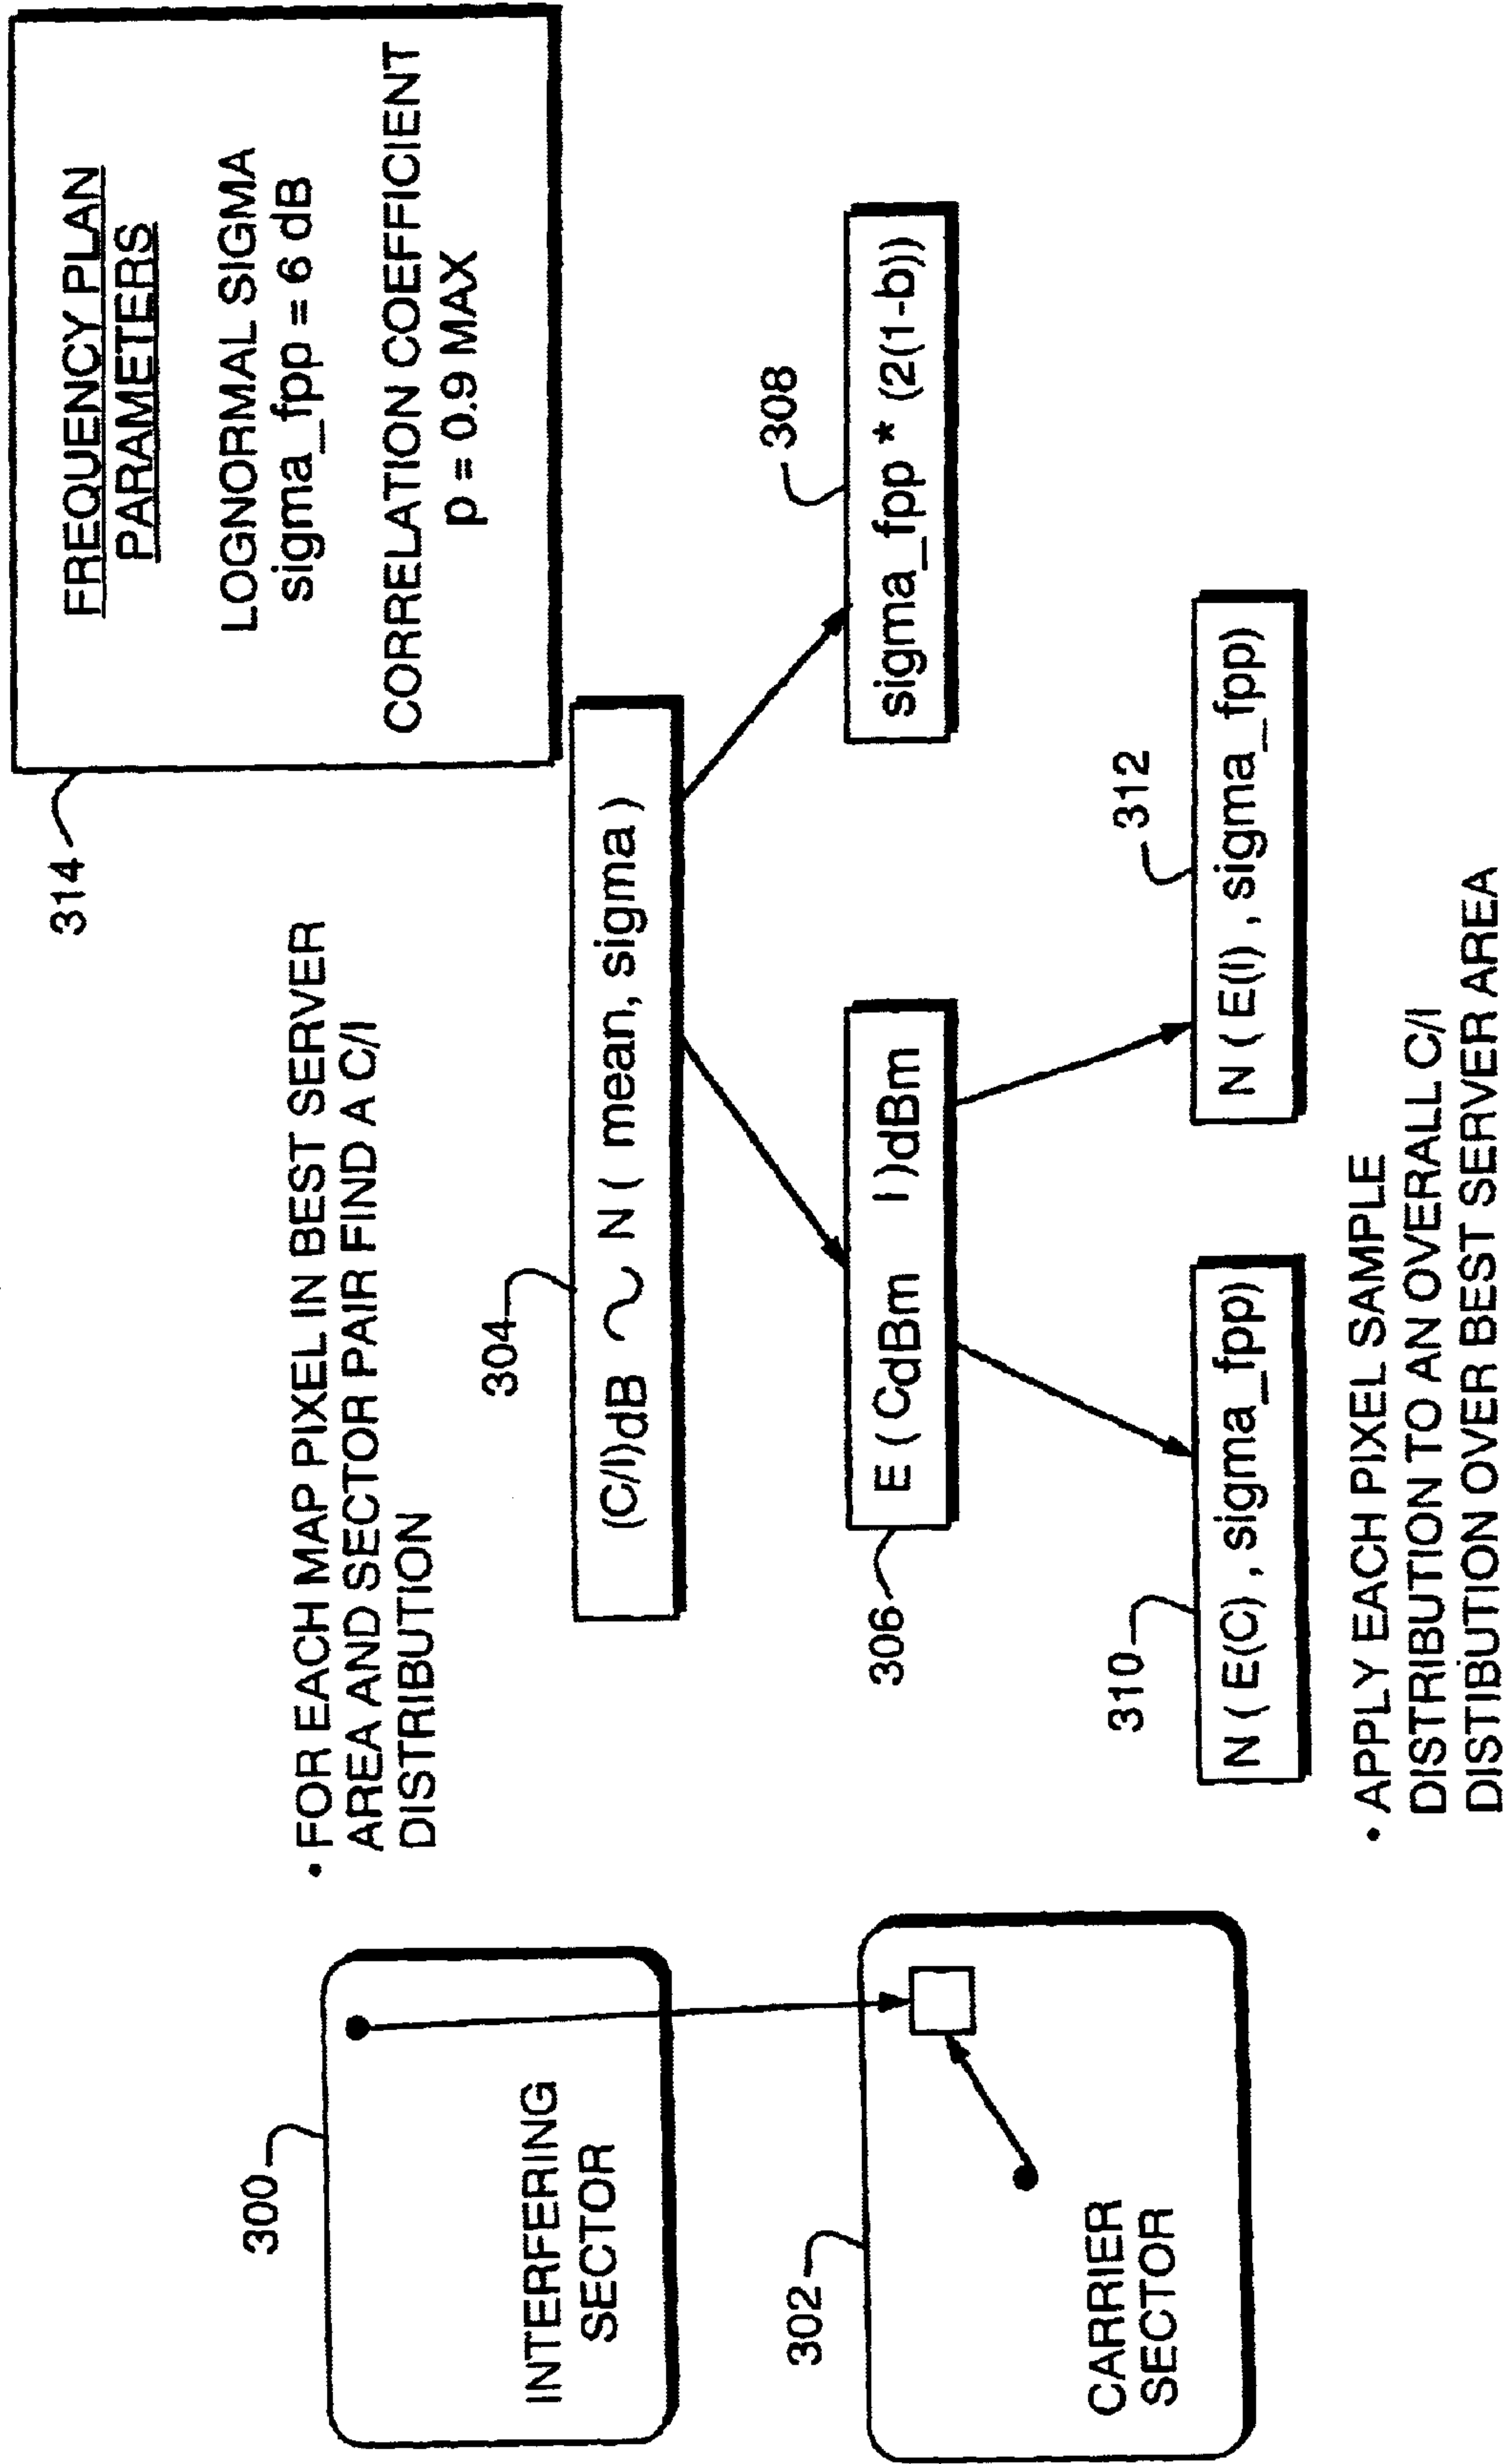 FREQUENCY PLAN
PARAMETERS
LOGNORMAL SIGMA
sigma_fpp = 6 dB
CORRELATION COEFFICIENT
p = 0.9 MAX
314
300
INTERFERING
SECTOR
302
CARRIER
SECTOR
• FOR EACH MAP PIXEL IN BEST SERVER
AREA AND SECTOR PAIR FIND A C/I
DISTRIBUTION
304
(C/I)dB ~ N ( mean, sigma )
306
E ( CdBm I )dBm
308
sigma_fpp * (2(1-b))
310
N ( E(C) , sigma_fpp)
312
N ( E(I) , sigma_fpp)
• APPLY EACH PIXEL SAMPLE
DISTRIBUTION TO AN OVERALL C/I
DISTIBUTION OVER BEST SERVER AREA